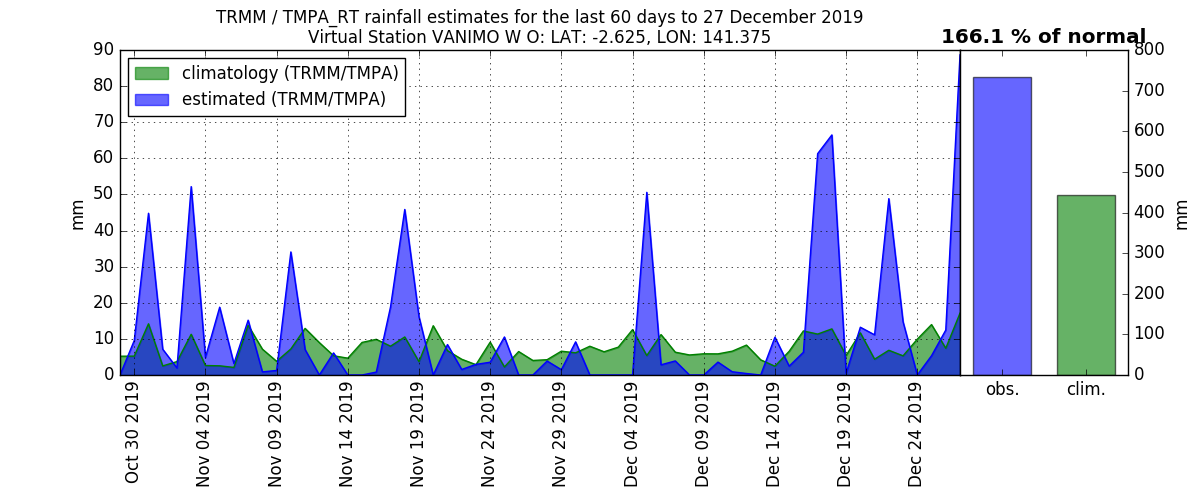 TRMM / TMPA_RT rainfall estimates for the last 60 days to 27 December 2019
Virtual Station VANIMO W O: LAT: -2.625, LON: 141.375
166.1 % of normal
climatology (TRMM/TMPA)
estimated (TRMM/TMPA)
90
80
70
60
50
40
30
20
10
0
mm
Oct 30 2019
Nov 04 2019
Nov 09 2019
Nov 14 2019
Nov 19 2019
Nov 24 2019
Nov 29 2019
Dec 04 2019
Dec 09 2019
Dec 14 2019
Dec 19 2019
Dec 24 2019
obs.
clim.
800
700
600
500
400
300
200
100
0
mm